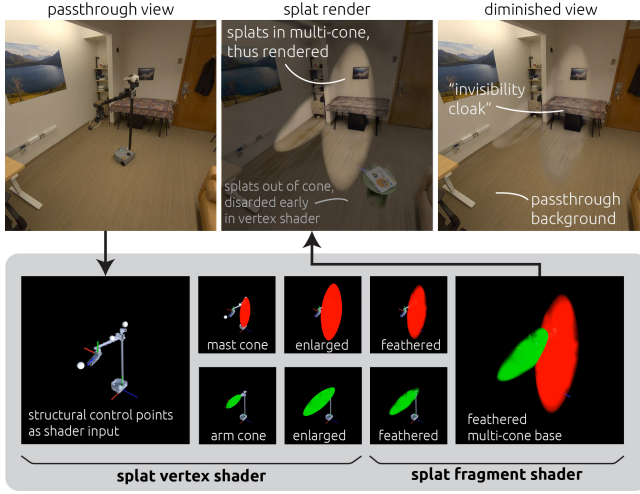 passthrough view
splat render
diminished view
splats in multi-cone,
thus rendered
splats out of cone,
disarded early
in vertex shader
"invisibility
cloak"
passthrough
background
structural control points
as shader input
mast cone
enlarged
feathered
arm cone
enlarged
feathered
feathered
multi-cone base
splat vertex shader
splat fragment shader